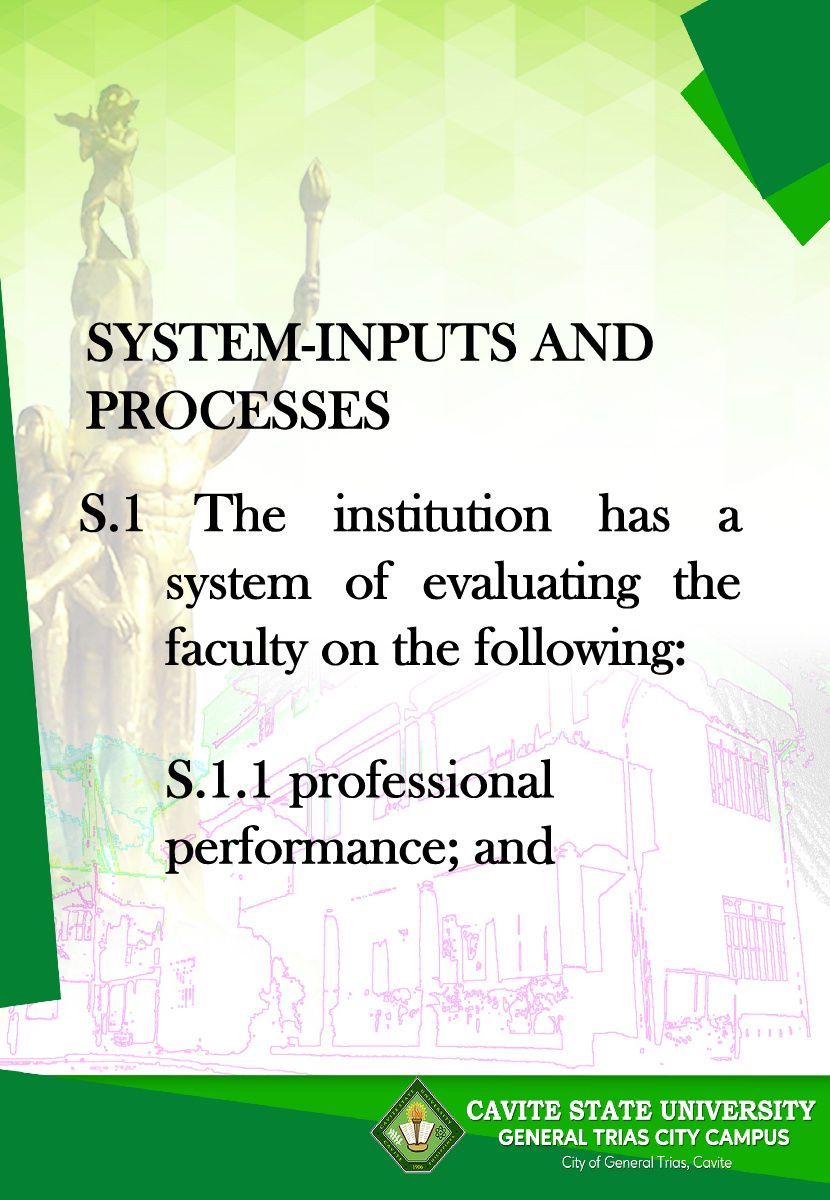 SYSTEM-INPUTS AND
PROCESSES
S.1 The institution has a
system of evaluating the
faculty on the following:
S.1.1 professional
performance; and
CAVITE STATE UNIVERSITY
GENERAL TRIAS CITY CAMPUS
City of General Trias, Cavite
1906